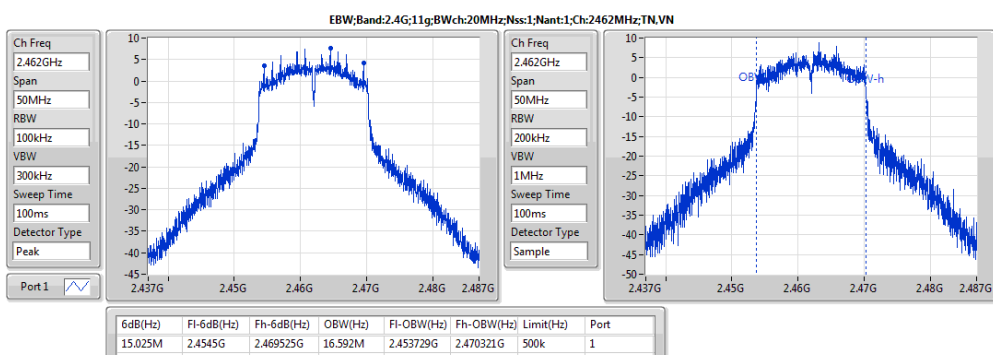 EBW;Band:2.4G;11g;BWch:20MHz;Nss:1;Nant:1;Ch:2462MHz;TN,VN
Ch Freq
2.462GHz
Span
50MHz
RBW
100kHz
VBW
300kHz
Sweep Time
100ms
Detector Type
Peak
Port 1
10
5
0
-5
-10
-15
-20
-25
-30
-35
-40
-45
2.437G 2.45G 2.46G 2.47G 2.48G 2.487G
Ch Freq
2.462GHz
Span
50MHz
RBW
200kHz
VBW
1MHz
Sweep Time
100ms
Detector Type
Sample
10
5
0
-5
-10
-15
-20
-25
-30
-35
-40
-45
-50
2.437G 2.45G 2.46G 2.47G 2.48G 2.487G
6dB(Hz) Fl-6dB(Hz) Fh-6dB(Hz) OBW(Hz) Fl-OBW(Hz) Fh-OBW(Hz) Limit(Hz) Port
15.025M 2.4545G 2.469525G 16.592M 2.453729G 2.470321G 500k 1